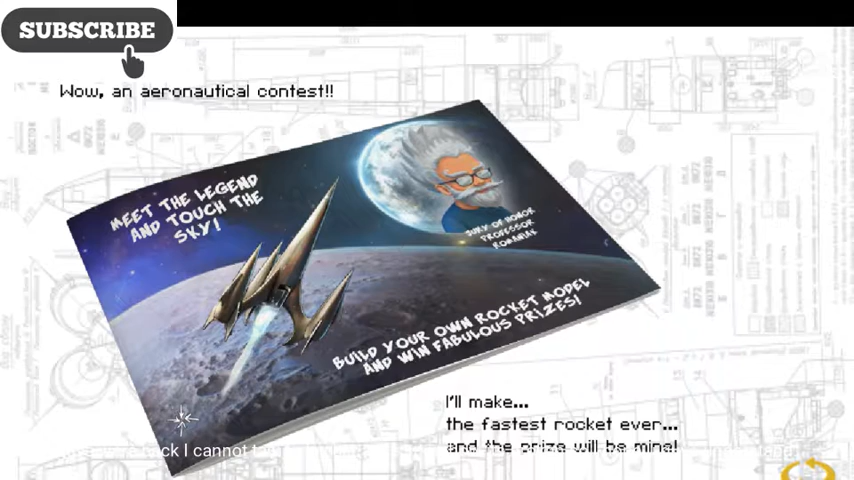 SUBSCRIBE
Wow, an aeronautical contest!!
MEET THE LEGEND
AND TOUCH THE
SKY!
JURY OF HONOR
PROFESSOR
ROMANIAK
BUILD YOUR OWN ROCKET MODEL
AND WIN FABULOUS PRIZES!
I'll make...
the fastest rocket ever...
and the prize will be mine!
I cannot